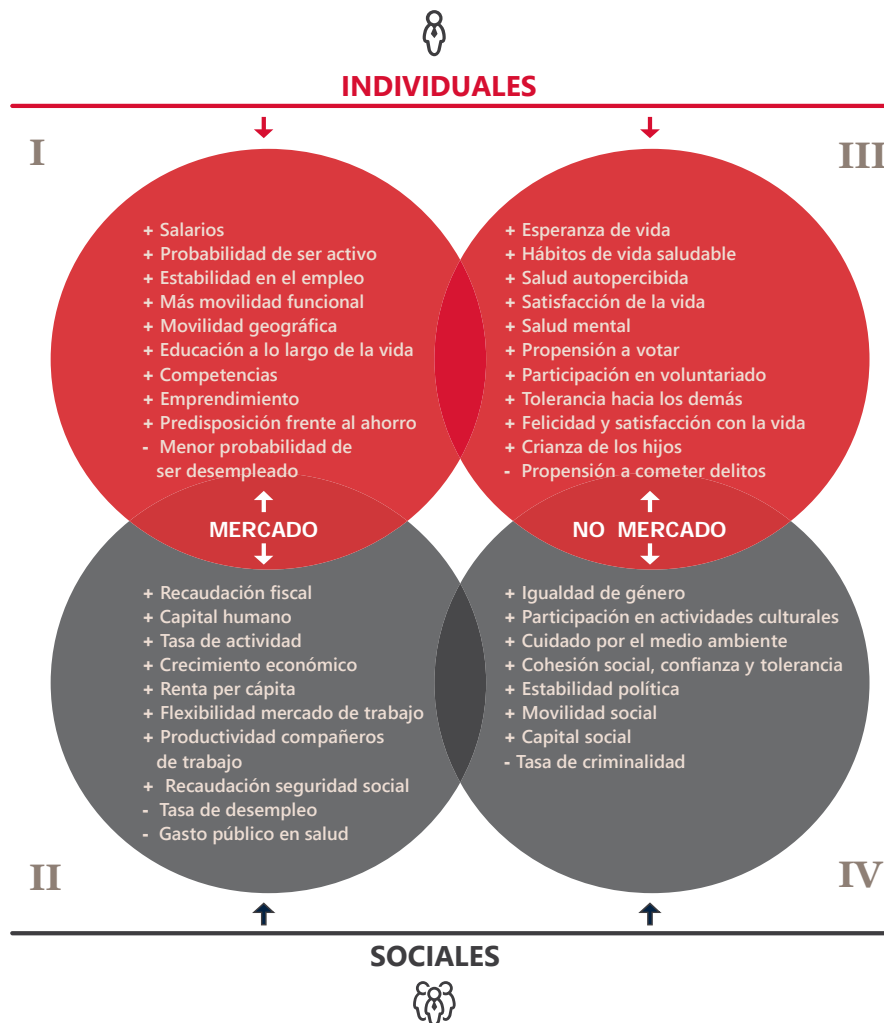 INDIVIDUALES
I
+ Salarios
+ Probabilidad de ser activo
+ Estabilidad en el empleo
+ Más movilidad funcional
+ Movilidad geográfica
+ Educación a lo largo de la vida
+ Competencias
+ Emprendimiento
+ Predisposición frente al ahorro
- Menor probabilidad de
ser desempleado
III
+ Esperanza de vida
+ Hábitos de vida saludable
+ Salud autopercibida
+ Satisfacción de la vida
+ Salud mental
+ Propensión a votar
+ Participación en voluntariado
+ Tolerancia hacia los demás
+ Felicidad y satisfacción con la vida
+ Crianza de los hijos
- Propensión a cometer delitos
MERCADO
NO MERCADO
+ Recaudación fiscal
+ Capital humano
+ Tasa de actividad
+ Crecimiento económico
+ Renta per cápita
+ Flexibilidad mercado de trabajo
+ Productividad compañeros
de trabajo
+ Recaudación seguridad social
- Tasa de desempleo
- Gasto público en salud
II
+ Igualdad de género
+ Participación en actividades culturales
+ Cuidado por el medio ambiente
+ Cohesión social, confianza y tolerancia
+ Estabilidad política
+ Movilidad social
+ Capital social
- Tasa de criminalidad
IV
SOCIALES